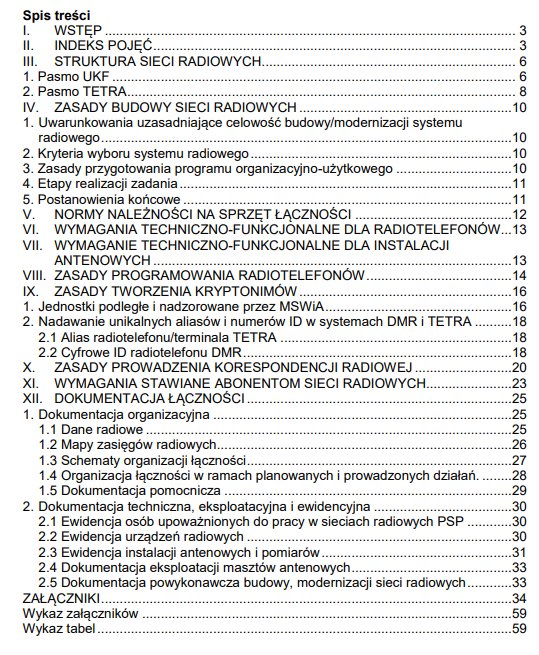 Spis treści
I. WSTĘP ........ 3
II. INDEKS POJĘĆ ........ 3
III. STRUKTURA SIECI RADIOWYCH ........ 6
1. Pasmo UKF ........ 6
2. Pasmo TETRA ........ 8
IV. ZASADY BUDOWY SIECI RADIOWYCH ........ 10
1. Uwarunkowania uzasadniające celowość budowy/modernizacji systemu
radiowego ........ 10
2. Kryteria wyboru systemu radiowego ........ 10
3. Zasady przygotowania programu organizacyjno-użytkowego ........ 10
4. Etapy realizacji zadania ........ 11
5. Postanowienia końcowe ........ 11
V. NORMY NALEŻNOŚCI NA SPRZĘT ŁĄCZNOŚCI ........ 12
VI. WYMAGANIA TECHNICZNO-FUNKCJONALNE DLA RADIOTELEFONÓW ... 13
VII. WYMAGANIE TECHNICZNO-FUNKCJONALNE DLA INSTALACJI
ANTENOWYCH ........ 13
VIII. ZASADY PROGRAMOWANIA RADIOTELEFONÓW ........ 14
IX. ZASADY TWORZENIA KRYPTONIMÓW ........ 16
1. Jednostki podległe i nadzorowane przez MSWiA ........ 16
2. Nadawanie unikalnych aliasów i numerów ID w systemach DMR i TETRA ........ 18
2.1 Alias radiotelefonu/terminala TETRA ........ 18
2.2 Cyfrowe ID radiotelefonu DMR ........ 18
X. ZASADY PROWADZENIA KORESPONDENCJI RADIOWEJ ........ 20
XI. WYMAGANIA STAWIANE ABONENTOM SIECI RADIOWYCH ........ 23
XII. DOKUMENTACJA ŁĄCZNOŚCI ........ 25
1. Dokumentacja organizacyjna ........ 25
1.1 Dane radiowe ........ 25
1.2 Mapy zasięgów radiowych ........ 26
1.3 Schematy organizacji łączności ........ 27
1.4 Organizacja łączności w ramach planowanych i prowadzonych działań. ........ 28
1.5 Dokumentacja pomocnicza ........ 29
2. Dokumentacja techniczna, eksploatacyjna i ewidencyjna ........ 30
2.1 Ewidencja osób upoważnionych do pracy w sieciach radiowych PSP ........ 30
2.2 Ewidencja urządzeń radiowych ........ 30
2.3 Ewidencja instalacji antenowych i pomiarów ........ 31
2.4 Dokumentacja eksploatacji masztów antenowych ........ 33
2.5 Dokumentacja powykonawcza budowy, modernizacji sieci radiowych ........ 33
ZAŁĄCZNIKI ........ 34
Wykaz załączników ........ 59
Wykaz tabel ........ 59